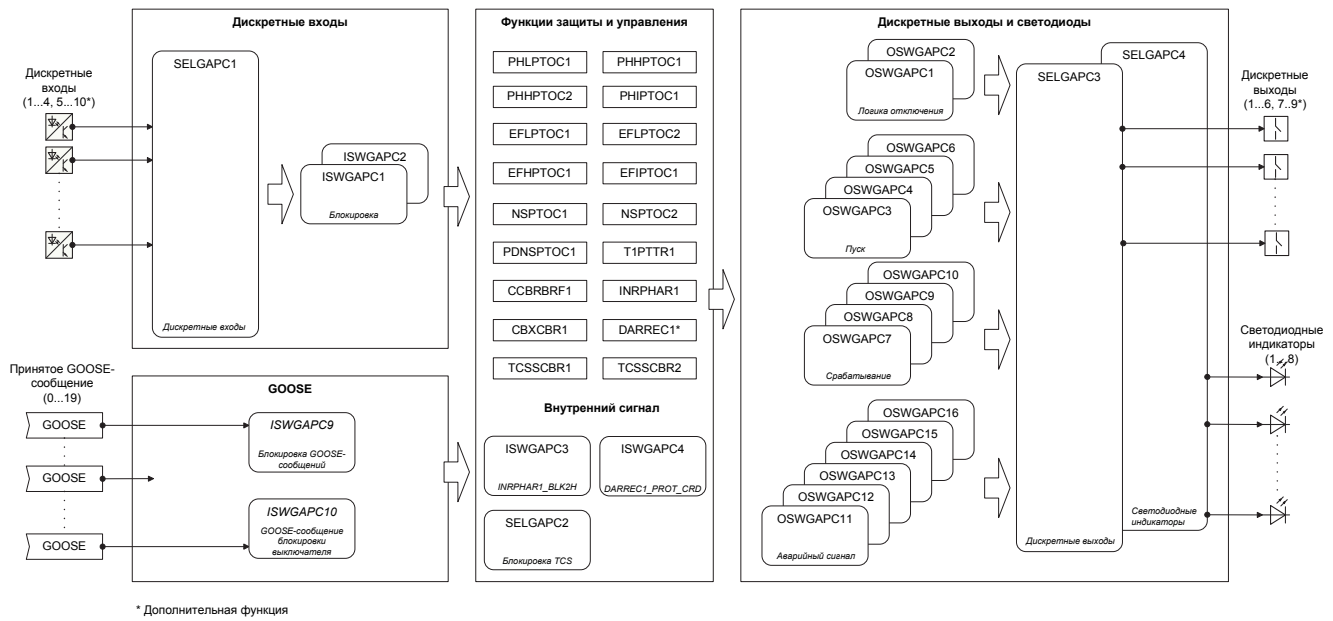 Дискретные входы
Функции защиты и управления
Дискретные выходы и светодиоды
Дискретные
входы
(1...4, 5...10*)
SELGAPC1
Дискретные входы
ISWGAPC2
ISWGAPC1
Блокировка
Принятое GOOSE-
сообщение
(0...19)
GOOSE
GOOSE
GOOSE
GOOSE
ISWGAPC9
Блокировка GOOSE-
сообщений
ISWGAPC10
GOOSE-сообщение
блокировки
выключателя
PHLPTOC1 PHHPTOC1
PHHPTOC2 PHIPTOC1
EFLPTOC1 EFLPTOC2
EFHPTOC1 EFIPTOC1
NSPTOC1 NSPTOC2
PDNSPTOC1 T1PTTR1
CCBRBRF1 INRPHAR1
CBXCBR1 DARREC1*
TCSSCBR1 TCSSCBR2
Внутренний сигнал
ISWGAPC3
INRPHAR1_BLK2H
ISWGAPC4
DARREC1_PROT_CRD
SELGAPC2
Блокировка TCS
OSWGAPC2
OSWGAPC1
Логика отключения
OSWGAPC6
OSWGAPC5
OSWGAPC4
OSWGAPC3
Пуск
OSWGAPC10
OSWGAPC9
OSWGAPC8
OSWGAPC7
Срабатывание
OSWGAPC16
OSWGAPC15
OSWGAPC14
OSWGAPC13
OSWGAPC12
OSWGAPC11
Аварийный сигнал
SELGAPC4
SELGAPC3
Светодиодные
индикаторы
Дискретные выходы
Дискретные
выходы
(1...6, 7..9*)
Светодиодные
индикаторы
(1...8)
* Дополнительная функция